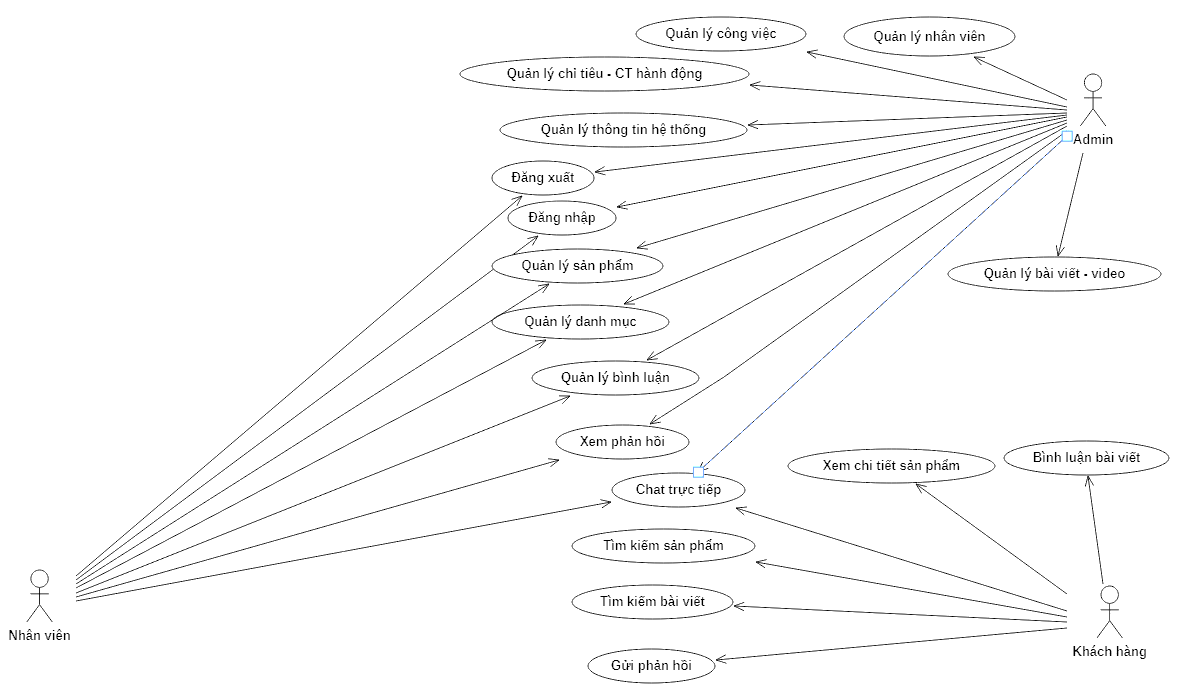 Quản lý công việc
Quản lý nhân viên
Quản lý chỉ tiêu - CT hành động
Quản lý thông tin hệ thống
Admin
Đăng xuất
Đăng nhập
Quản lý sản phẩm
Quản lý bài viết - video
Quản lý danh mục
Quản lý bình luận
Xem phản hồi
Xem chi tiết sản phẩm
Bình luận bài viết
Chat trực tiếp
Tìm kiếm sản phẩm
Tìm kiếm bài viết
Nhân viên
Khách hàng
Gửi phản hồi